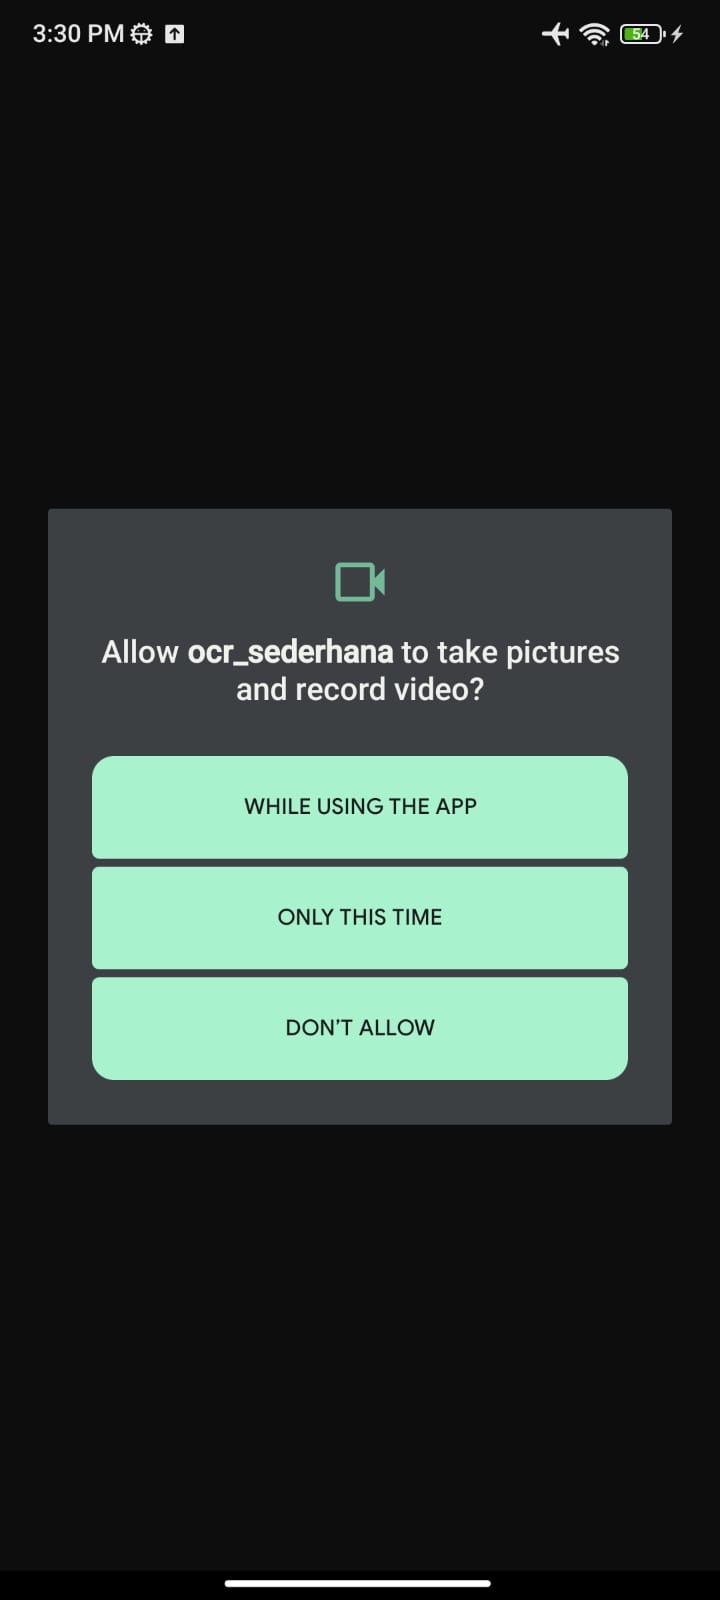 3:30 PM
54
Allow ocr_sederhana to take pictures
and record video?
WHILE USING THE APP
ONLY THIS TIME
DON’T ALLOW